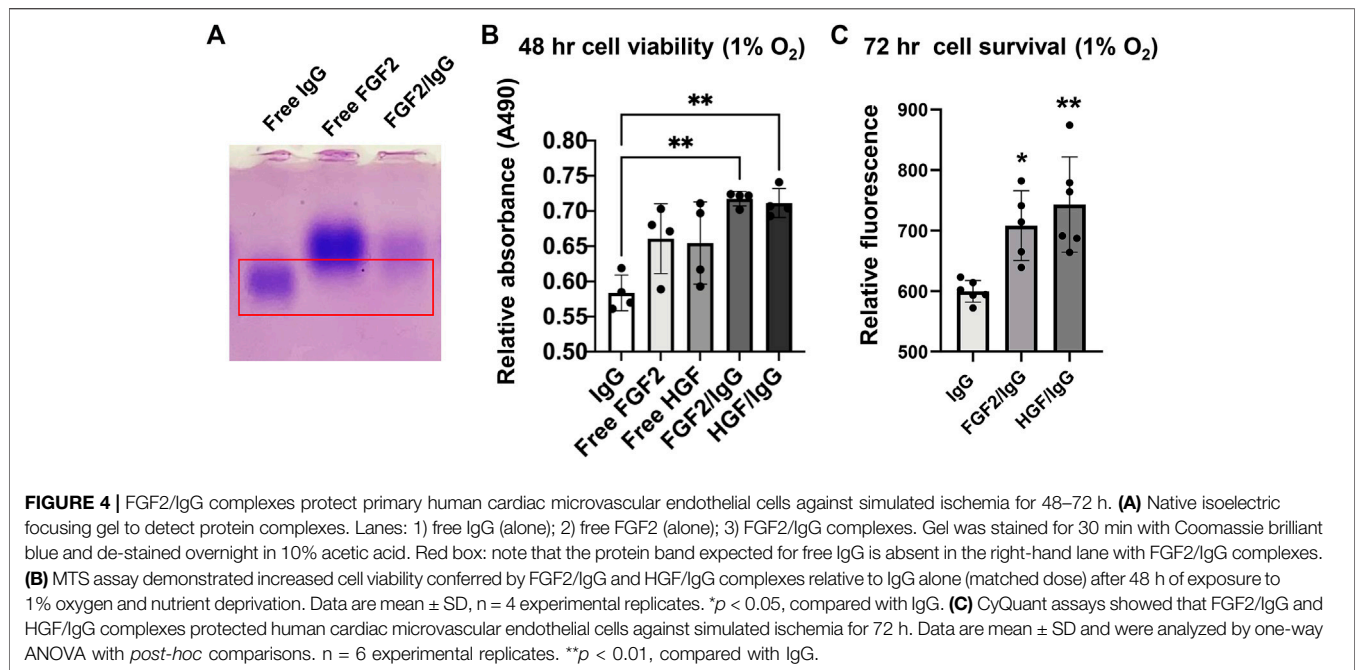 A
Free IgG
Free FGF2
FGF2/IgG
B 48 hr cell viability (1% O₂)
Relative absorbance (A490)
**
**
0.80
0.75
0.70
0.65
0.60
0.55
0.50
IgG
Free FGF2
Free HGF
FGF2/IgG
HGF/IgG
C 72 hr cell survival (1% O₂)
Relative fluorescence
**
*
900
800
700
600
500
IgG
FGF2/IgG
HGF/IgG
FIGURE 4 | FGF2/IgG complexes protect primary human cardiac microvascular endothelial cells against simulated ischemia for 48–72 h. (A) Native isoelectric
focusing gel to detect protein complexes. Lanes: 1) free IgG (alone); 2) free FGF2 (alone); 3) FGF2/IgG complexes. Gel was stained for 30 min with Coomassie brilliant
blue and de-stained overnight in 10% acetic acid. Red box: note that the protein band expected for free IgG is absent in the right-hand lane with FGF2/IgG complexes.
(B) MTS assay demonstrated increased cell viability conferred by FGF2/IgG and HGF/IgG complexes relative to IgG alone (matched dose) after 48 h of exposure to
1% oxygen and nutrient deprivation. Data are mean ± SD, n = 4 experimental replicates. *p < 0.05, compared with IgG. (C) CyQuant assays showed that FGF2/IgG and
HGF/IgG complexes protected human cardiac microvascular endothelial cells against simulated ischemia for 72 h. Data are mean ± SD and were analyzed by one-way
ANOVA with post-hoc comparisons. n = 6 experimental replicates. **p < 0.01, compared with IgG.